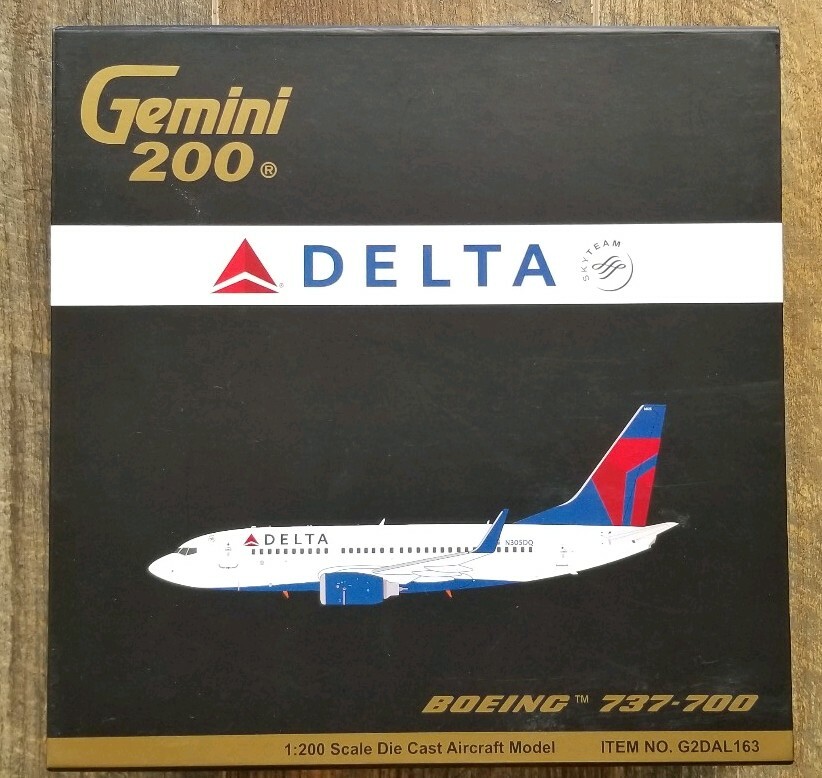 Gemini
200®
DELTA
SKYTEAM
DELTA
N305DQ
BOEING™ 737-700
1:200 Scale Die Cast Aircraft Model ITEM NO. G2DAL163